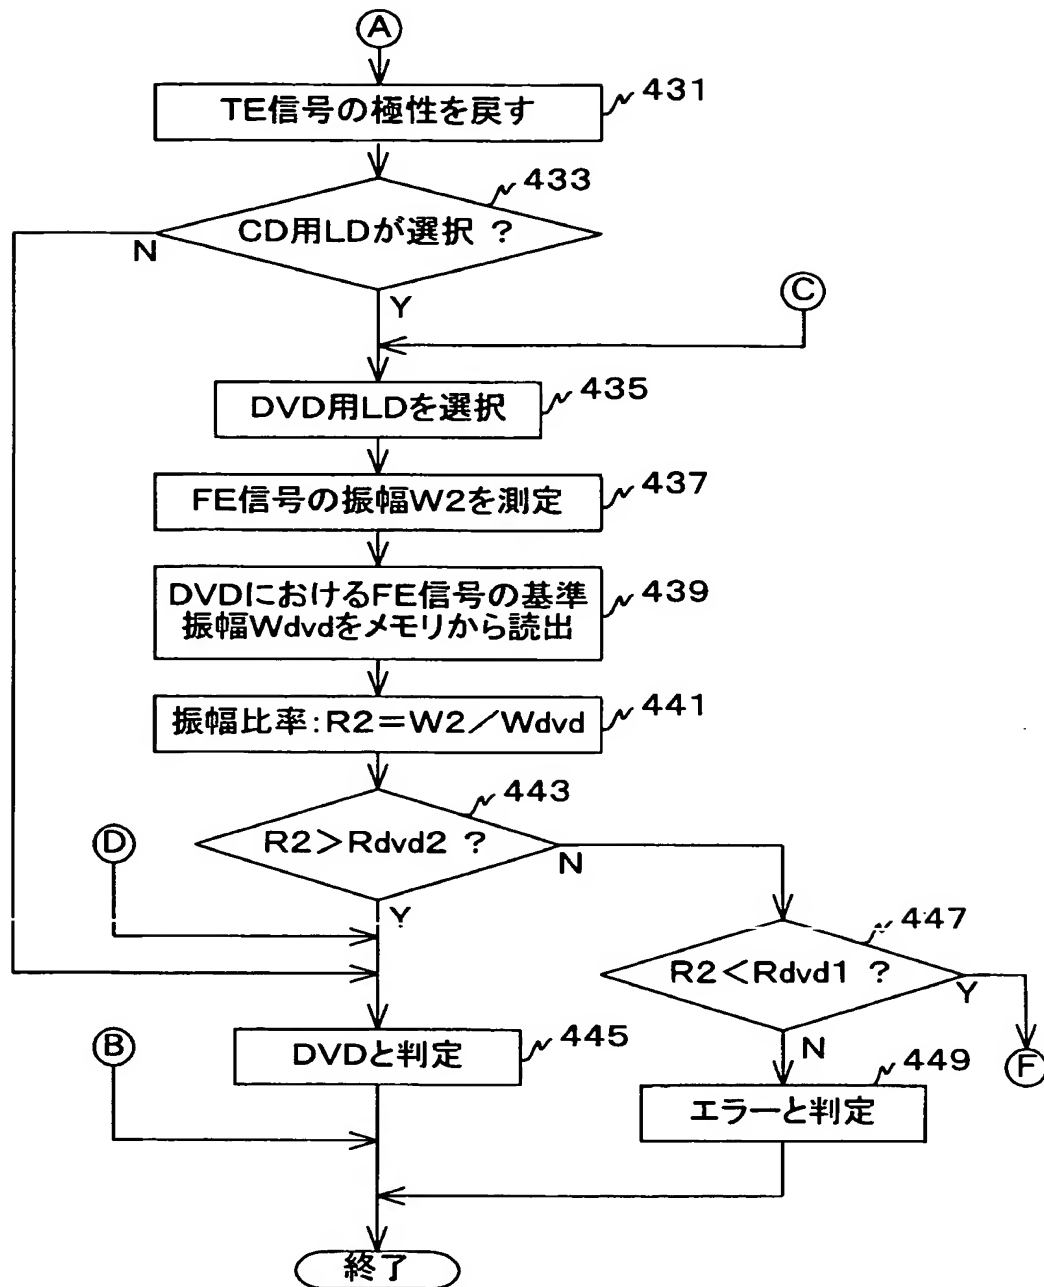 A
TE信号の極性を戻す
431
433
CD用LDが選択 ?
N
Y
C
DVD用LDを選択
435
FE信号の振幅W2を測定
437
DVDにおけるFE信号の基準
振幅Wdvdをメモリから読出
439
振幅比率:R2=W2/Wdvd
441
443
R2>Rdvd2 ?
N
Y
D
447
R2<Rdvd1 ?
Y
N
F
B
DVDと判定
445
449
エラーと判定
終了